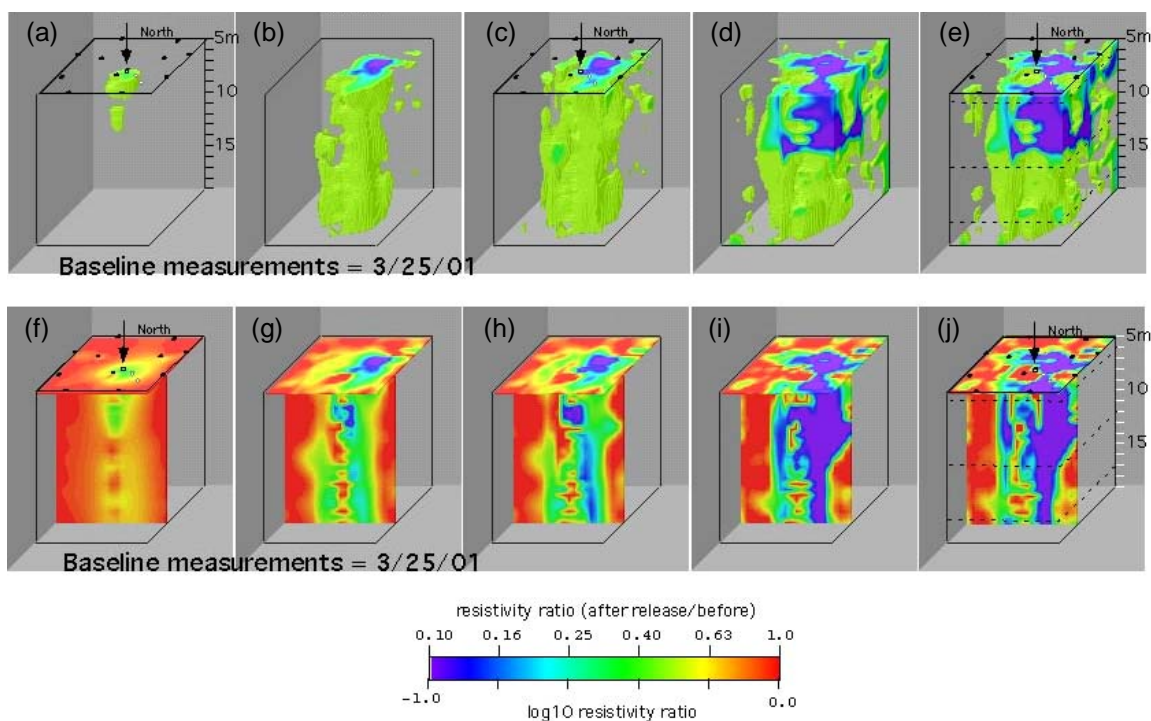 (a) North 5m
(b)
(c) North
(d)
(e) North 5m
10
15
10
15
Baseline measurements = 3/25/01
(f) North
(g)
(h)
(i)
(j) North 5m
10
15
Baseline measurements = 3/25/01
resistivity ratio (after release/before)
0.10 0.16 0.25 0.40 0.63 1.0
-1.0 0.0
log10 resistivity ratio